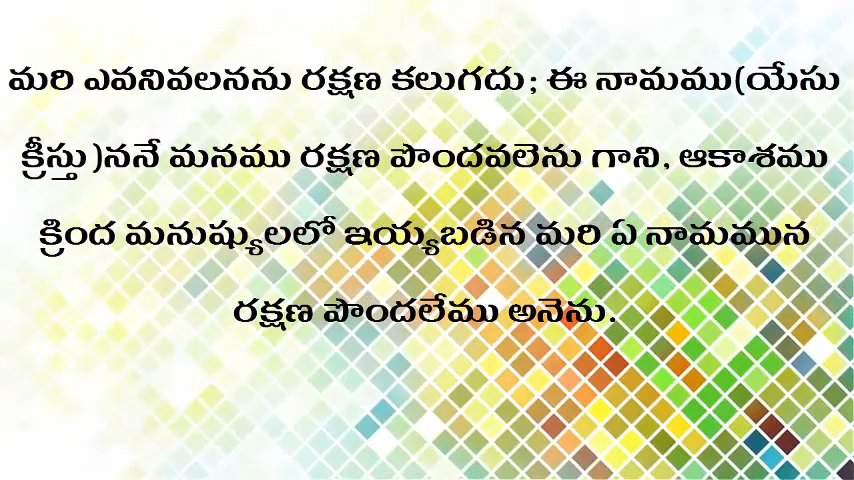 మరి ఎవనివలనను రక్షణ కలుగదు; ఈ నామము(యేసు
క్రీస్తు)ననే మనము రక్షణ పొందవలెను గాని, ఆకాశము
క్రింద మనుష్యులలో ఇయ్యబడిన మరి ఏ నామమున
రక్షణ పొందలేము అనెను.